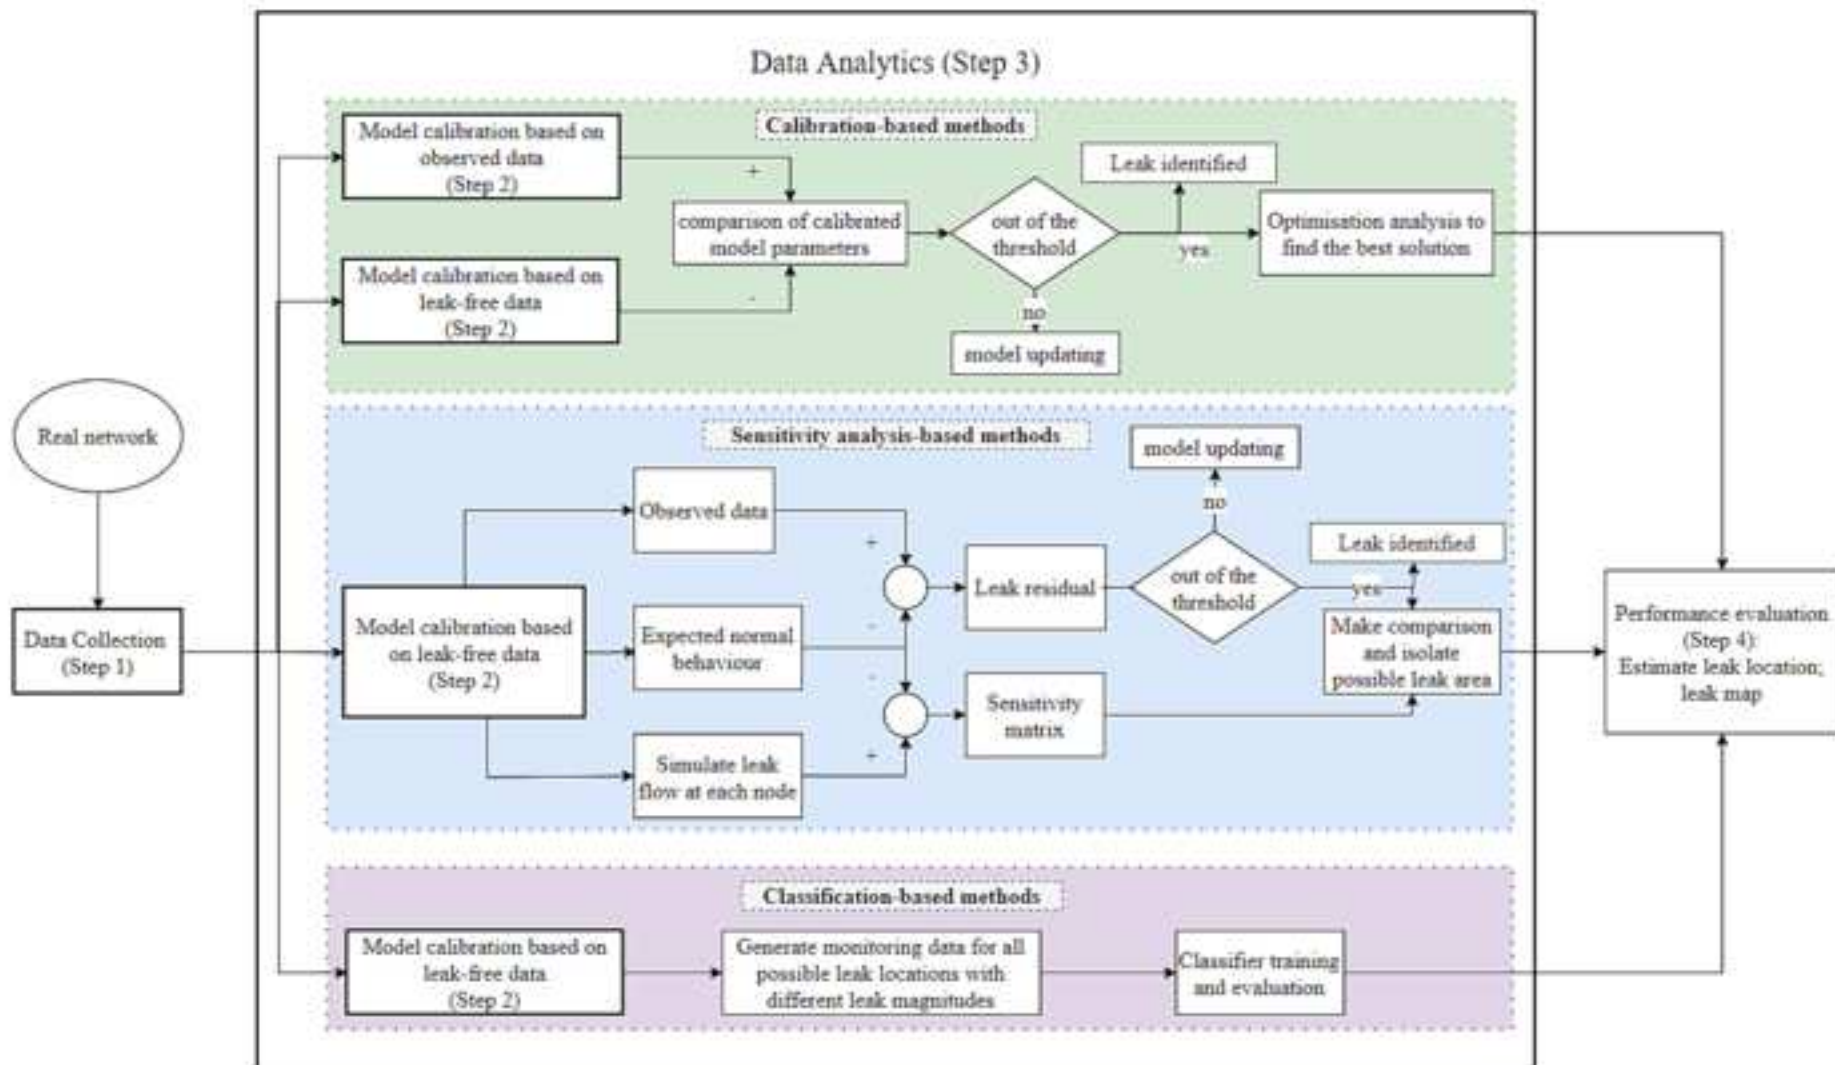 Data Analytics (Step 3)
Calibration-based methods
Model calibration based on
observed data
(Step 2)
+
Leak identified
comparison of calibrated
model parameters
out of the
threshold
yes
Optimisation analysis to
find the best solution
Model calibration based on
leak-free data
(Step 2)
-
no
model updating
Real network
Data Collection
(Step 1)
Sensitivity analysis-based methods
model updating
no
Observed data
+
Leak identified
Leak residual
out of the
threshold
yes
Model calibration based
on leak-free data
(Step 2)
Expected normal
behaviour
-
-
Make comparison
and isolate
possible leak area
Sensitivity
matrix
Simulate leak
flow at each node
+
Performance evaluation
(Step 4):
Estimate leak location;
leak map
Classification-based methods
Model calibration based on
leak-free data
(Step 2)
Generate monitoring data for all
possible leak locations with
different leak magnitudes
Classifier training
and evaluation